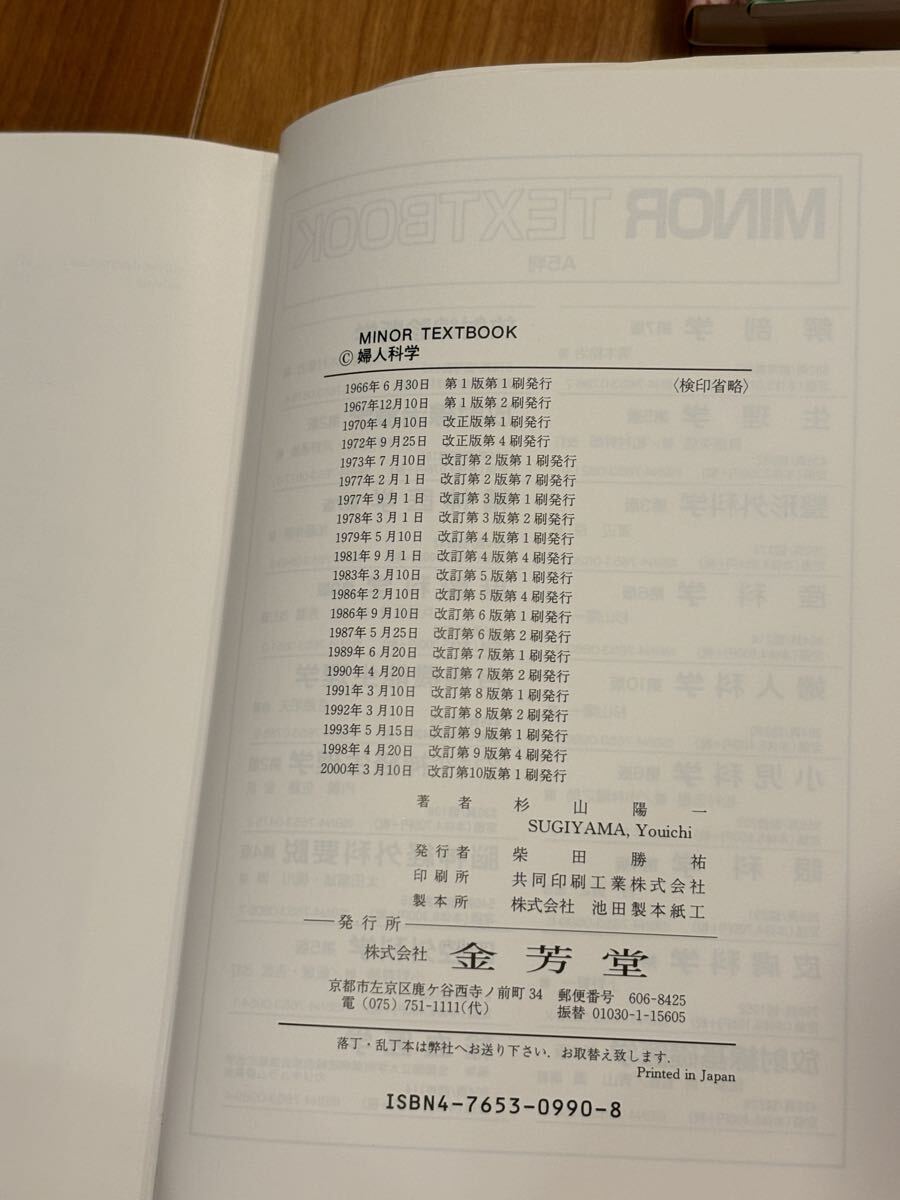 MINOR TEXTBOOK
©婦人科学
1966年6月30日 第1版第1刷発行 〈検印省略〉
1967年12月10日 第1版第2刷発行
1970年4月10日 改正版第1刷発行
1972年9月25日 改正版第4刷発行
1973年7月10日 改訂第2版第1刷発行
1977年2月1日 改訂第2版第7刷発行
1977年9月1日 改訂第3版第1刷発行
1978年3月1日 改訂第3版第2刷発行
1979年5月10日 改訂第4版第1刷発行
1981年9月1日 改訂第4版第4刷発行
1983年3月10日 改訂第5版第1刷発行
1986年2月10日 改訂第5版第4刷発行
1986年9月10日 改訂第6版第1刷発行
1987年5月25日 改訂第6版第2刷発行
1989年6月20日 改訂第7版第1刷発行
1990年4月20日 改訂第7版第2刷発行
1991年3月10日 改訂第8版第1刷発行
1992年3月10日 改訂第8版第2刷発行
1993年5月15日 改訂第9版第1刷発行
1998年4月20日 改訂第9版第4刷発行
2000年3月10日 改訂第10版第1刷発行
著者 杉山陽一
SUGIYAMA, Youichi
発行者 柴田勝祐
印刷所 共同印刷工業株式会社
製本所 株式会社 池田製本紙工
発行所
株式会社 金芳堂
京都市左京区鹿ケ谷西寺ノ前町34 郵便番号 606-8425
電 (075) 751-1111(代) 振替 01030-1-15605
落丁・乱丁本は弊社へお送り下さい．お取替え致します．
Printed in Japan
ISBN4-7653-0990-8